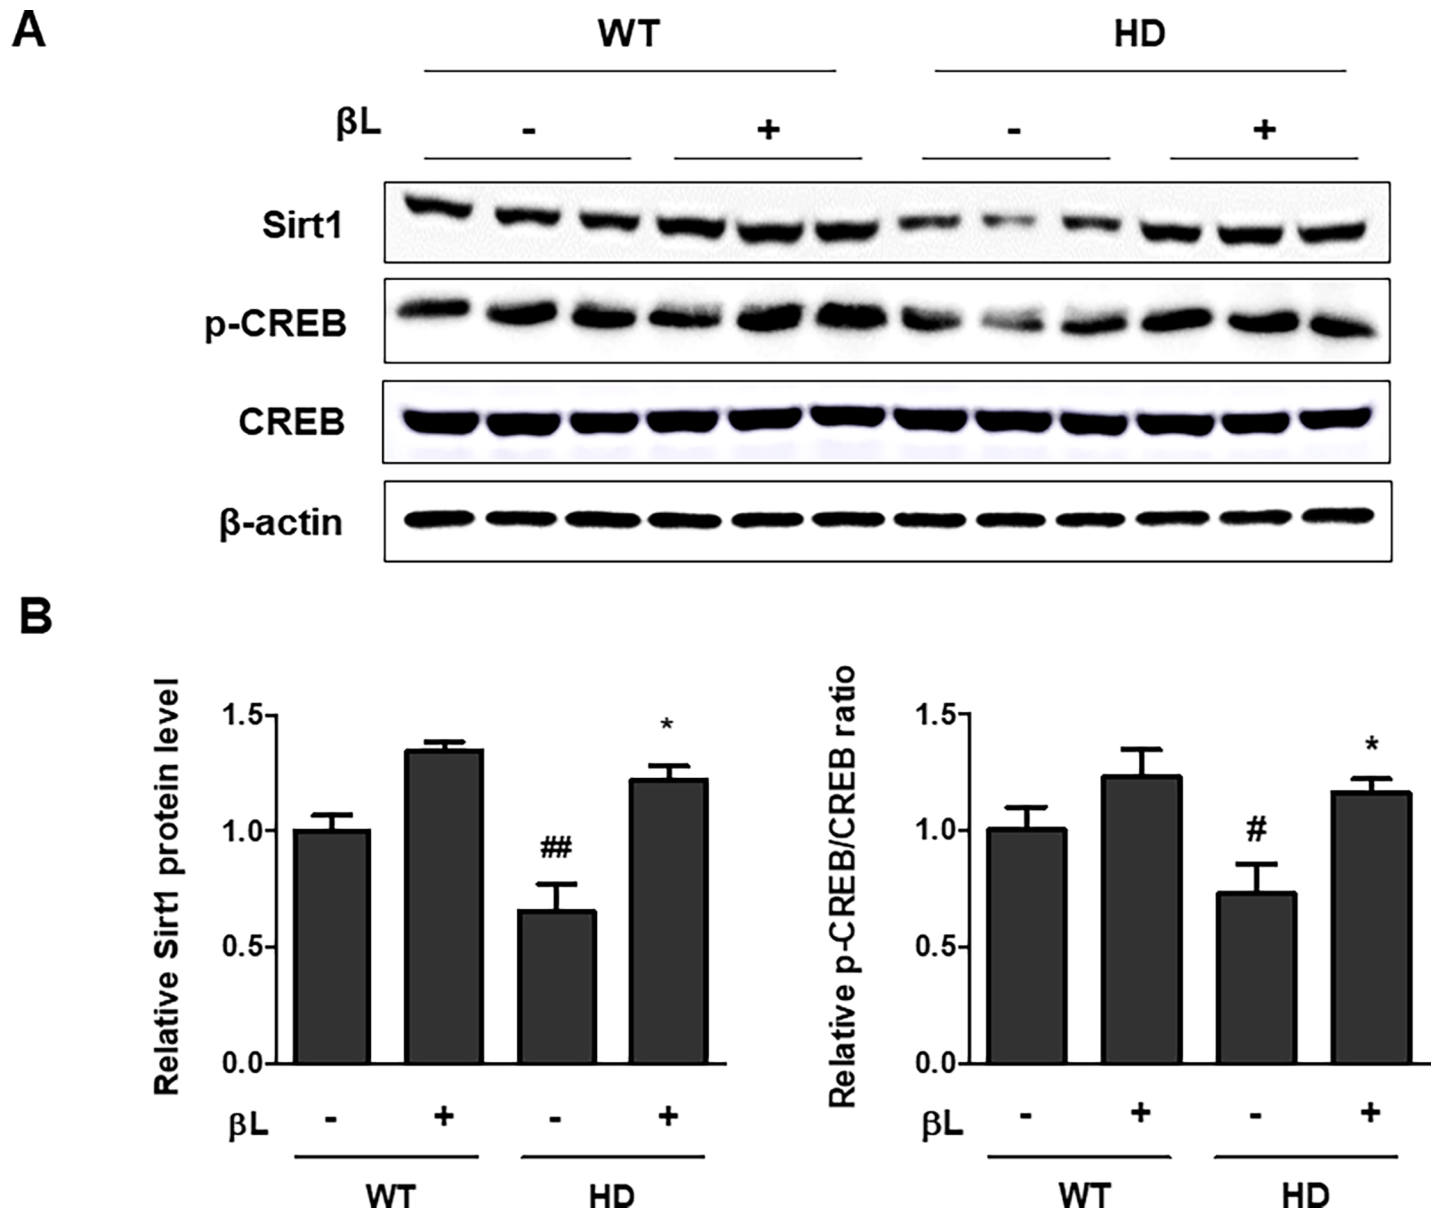 A
WT HD
βL - + - +
Sirt1
p-CREB
CREB
β-actin
B
Relative Sirt1 protein level
1.5
1.0
0.5
0.0
*
##
βL - + - +
WT HD
Relative p-CREB/CREB ratio
1.5
1.0
0.5
0.0
*
#
βL - + - +
WT HD